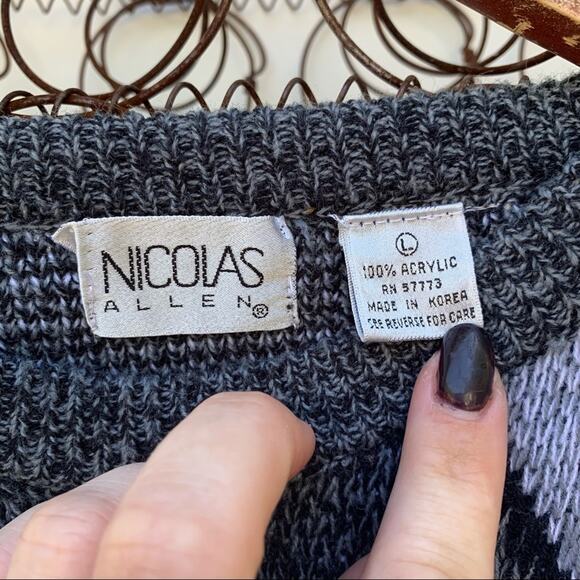 NICOLAS
ALLEN®
L
100% ACRYLIC
RN 57773
MADE IN KOREA
SEE REVERSE FOR CARE